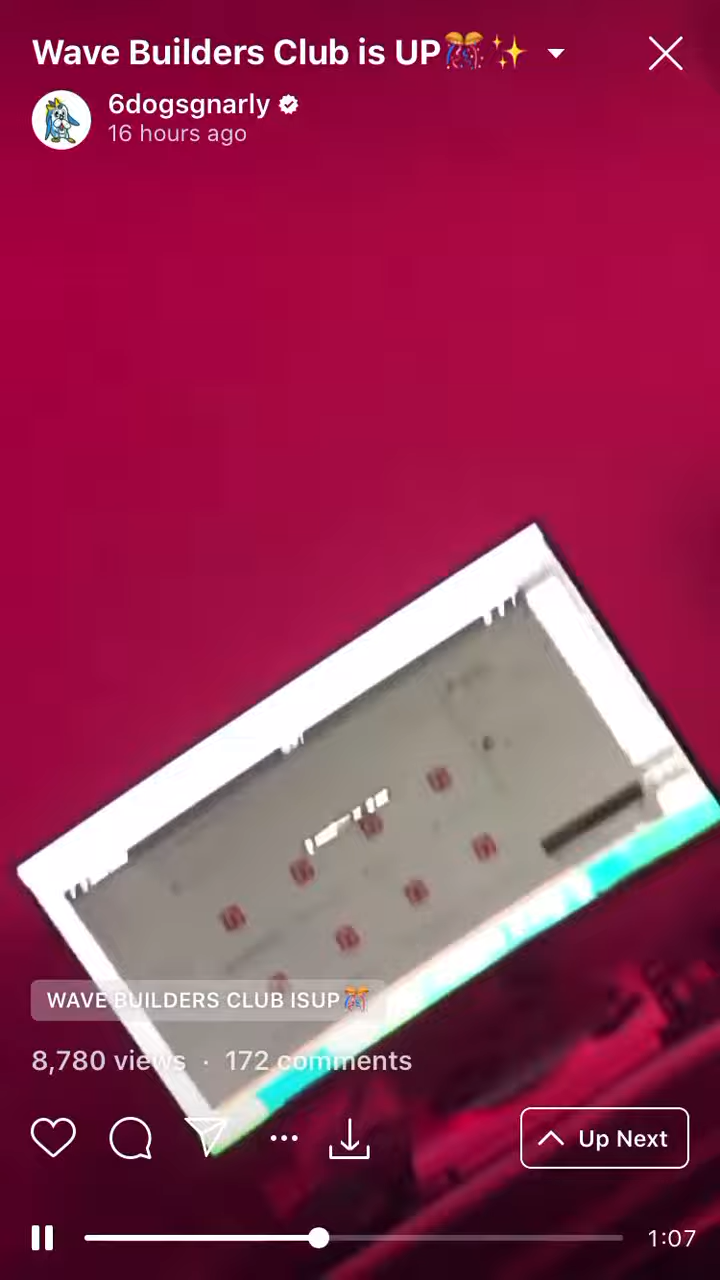 Wave Builders Club is UP🎊✨
6dogsgnarly
16 hours ago
WAVE BUILDERS CLUB ISUP🎊
8,780 views · 172 comments
Up Next
1:07